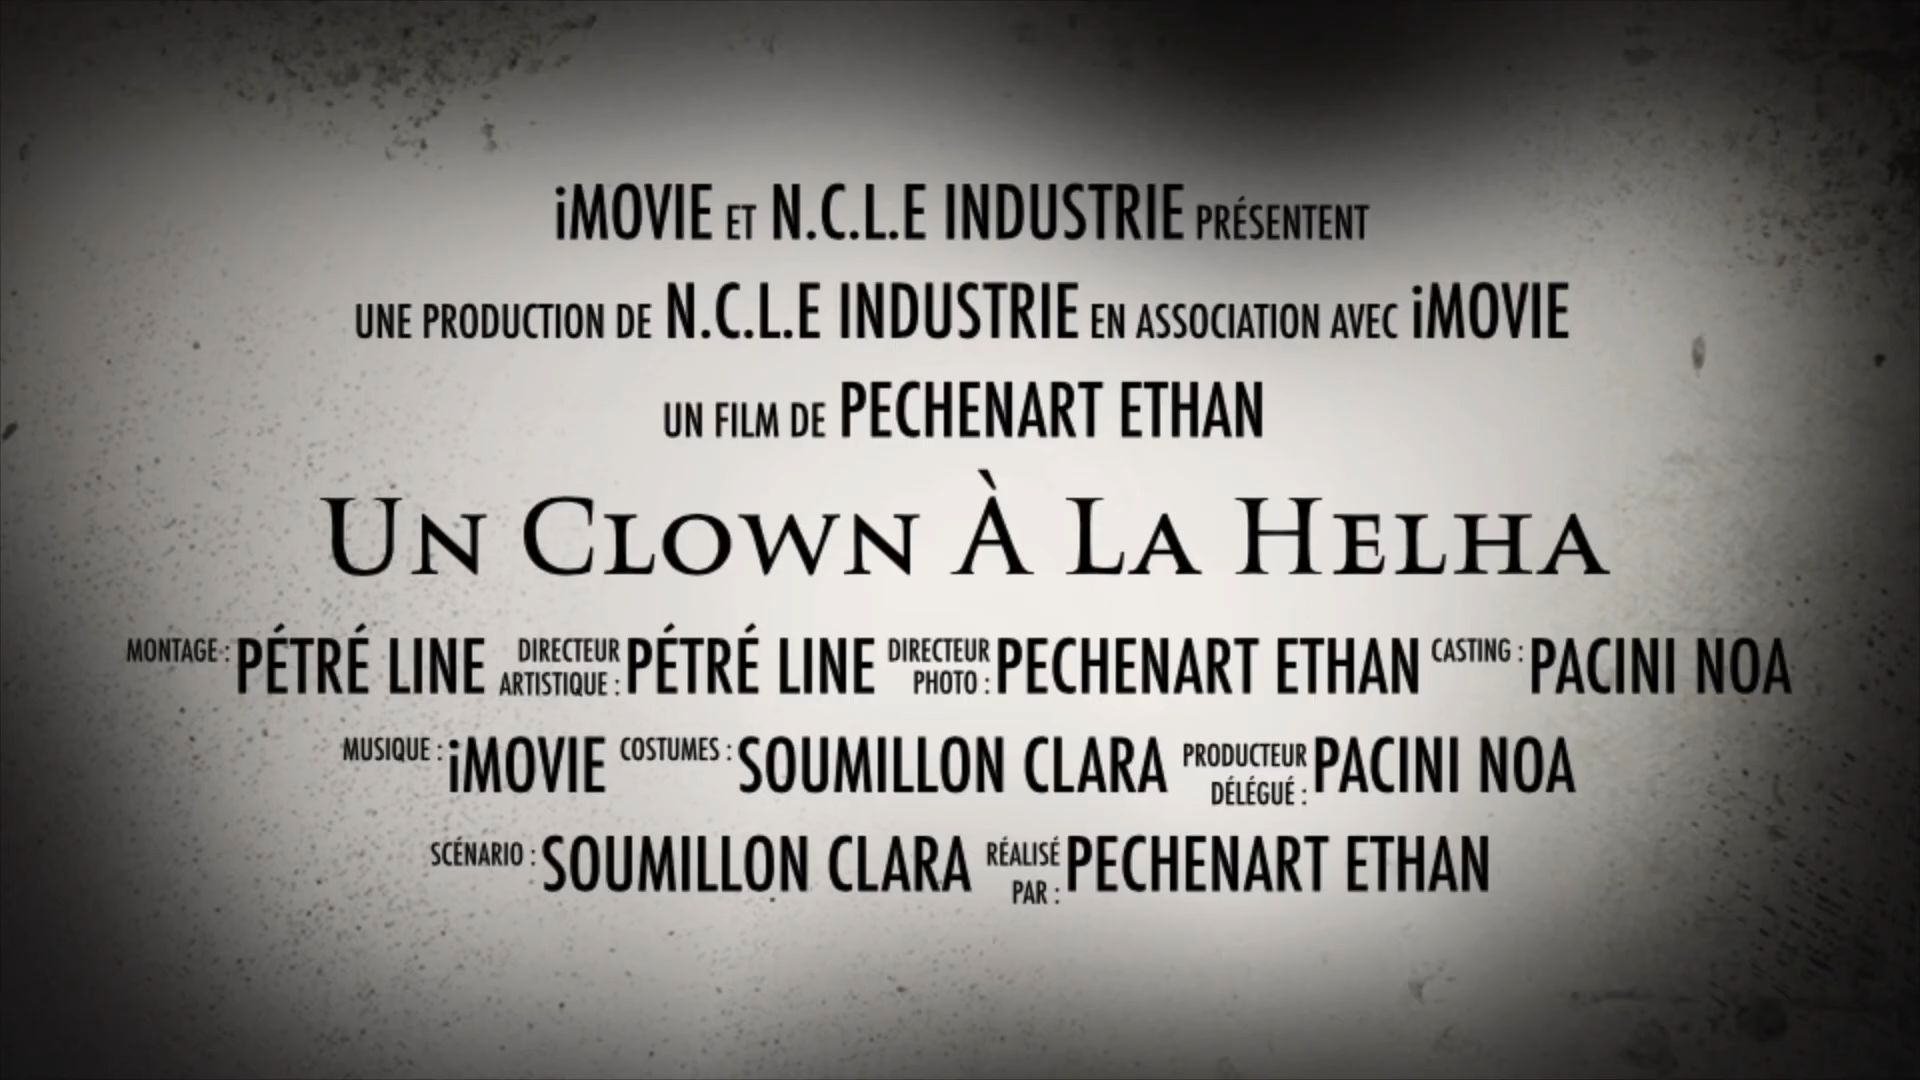 iMOVIE ET N.C.L.E INDUSTRIE PRÉSENTENT
UNE PRODUCTION DE N.C.L.E INDUSTRIE EN ASSOCIATION AVEC iMOVIE
UN FILM DE PECHENART ETHAN
UN CLOWN À LA HELHA
MONTAGE : PÉTRÉ LINE DIRECTEUR ARTISTIQUE : PÉTRÉ LINE DIRECTEUR PHOTO : PECHENART ETHAN CASTING : PACINI NOA
MUSIQUE : iMOVIE COSTUMES : SOUMILLON CLARA PRODUCTEUR DÉLÉGUÉ : PACINI NOA
SCÉNARIO : SOUMILLON CLARA RÉALISÉ PAR : PECHENART ETHAN